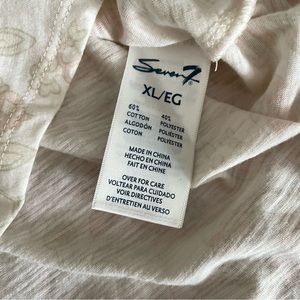 Seven7
XL/EG
60% 40%
COTTON POLYESTER
ALGODÓN POLIÉSTER
COTON POLYESTER
MADE IN CHINA
HECHO EN CHINA
FAIT EN CHINE
OVER FOR CARE
VOLTEAR PARA CUIDADO
VOIR DIRECTIVES
D'ENTRETIEN AU VERSO